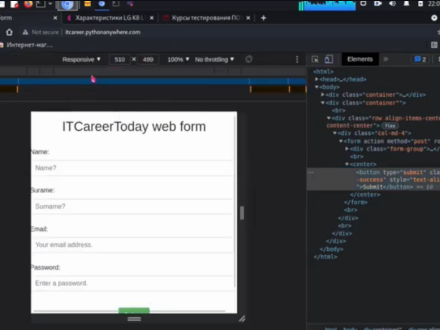 Характеристики LG K8 L
Курсы тестирования ПО
Not secure | itcareer.pythonanywhere.com
Интернет-маг...
Responsive ▼ 510 × 499 100% ▼ No throttling ▼
Elements » 2
ITCareerToday web form
Name:
Name?
Suname:
Surname?
Email:
Your email address.
Password:
Enter a password.
<html>
▶<head>…</head>
▼<body>
▶<div class="container">…</div>
▼<div class="container">
<br>
▼<div class="row align-items-cent
content-center"> flex
▼<div class="col-md-4">
▼<form action method="post" ro
▶<div class="form-group">…</
<br>
▼<center>
<button type="submit" cla
-success" style="text-ali
">Submit</button> == $0
</center>
</form>
<br>
</div>
<br>
</div>
</div>
</body>
</html>